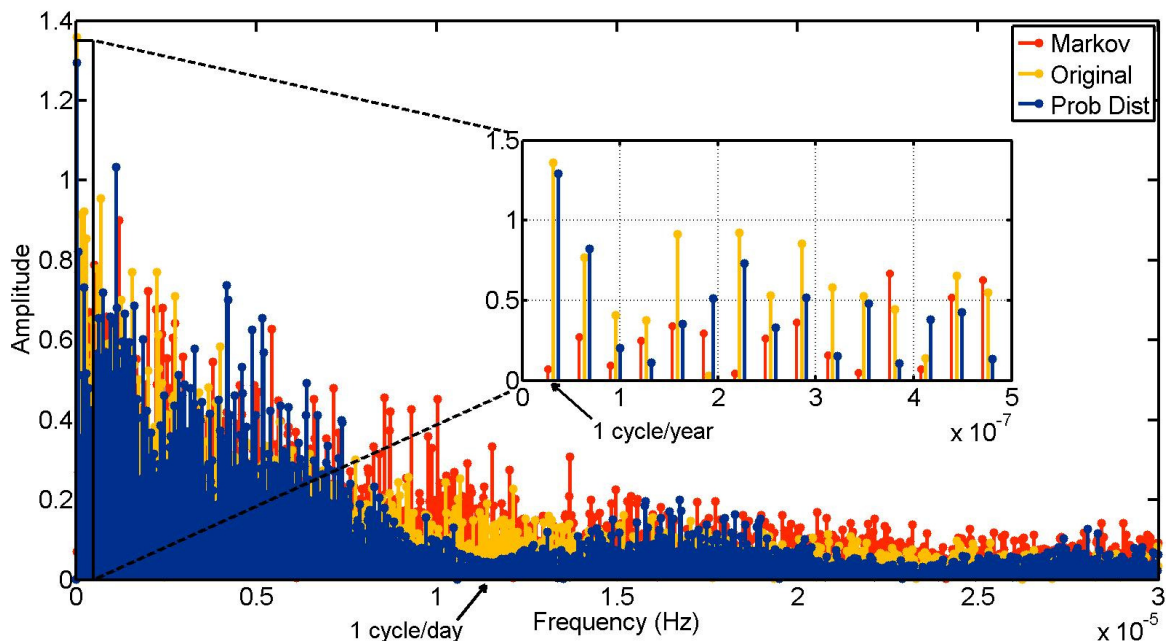 1.4
1.2
1
0.8
0.6
0.4
0.2
0
Amplitude
Markov
Original
Prob Dist
1.5
1
0.5
0
0 1 2 3 4 5
x 10^-7
1 cycle/year
0 0.5 1 1.5 2 2.5 3
x 10^-5
1 cycle/day
Frequency (Hz)